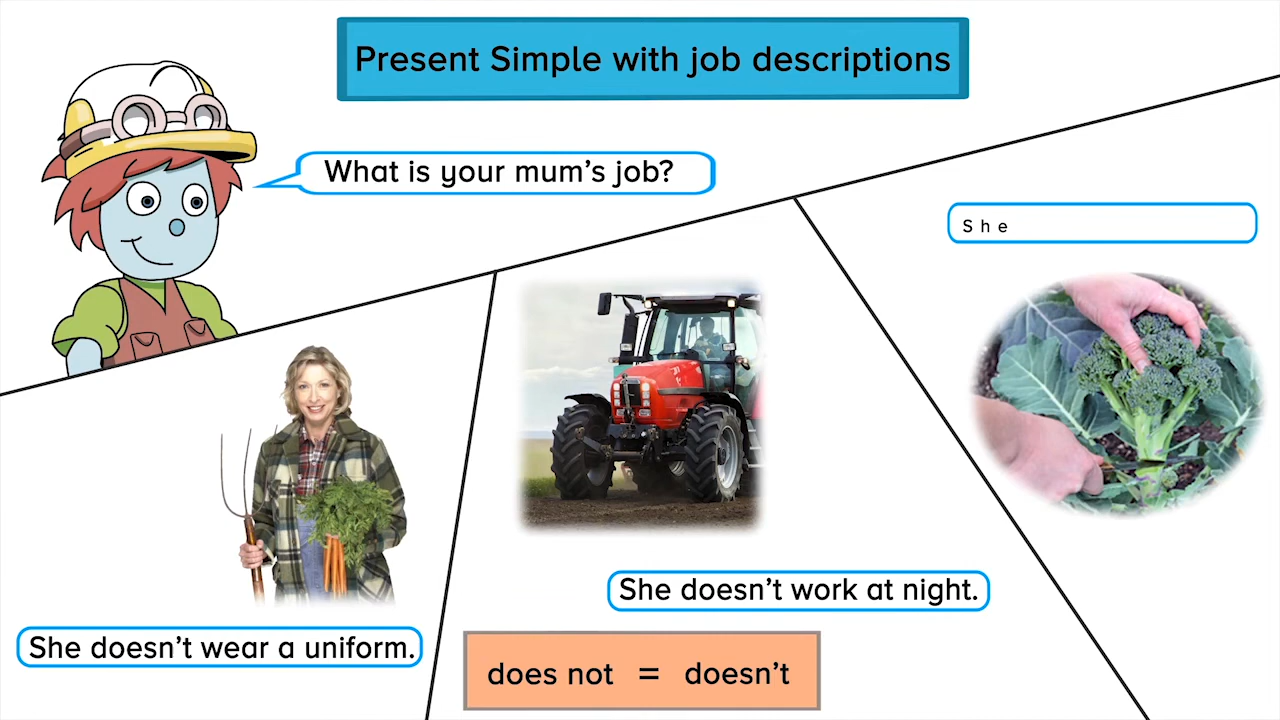 Present Simple with job descriptions
What is your mum's job?
She
She doesn't work at night.
She doesn't wear a uniform.
does not = doesn't